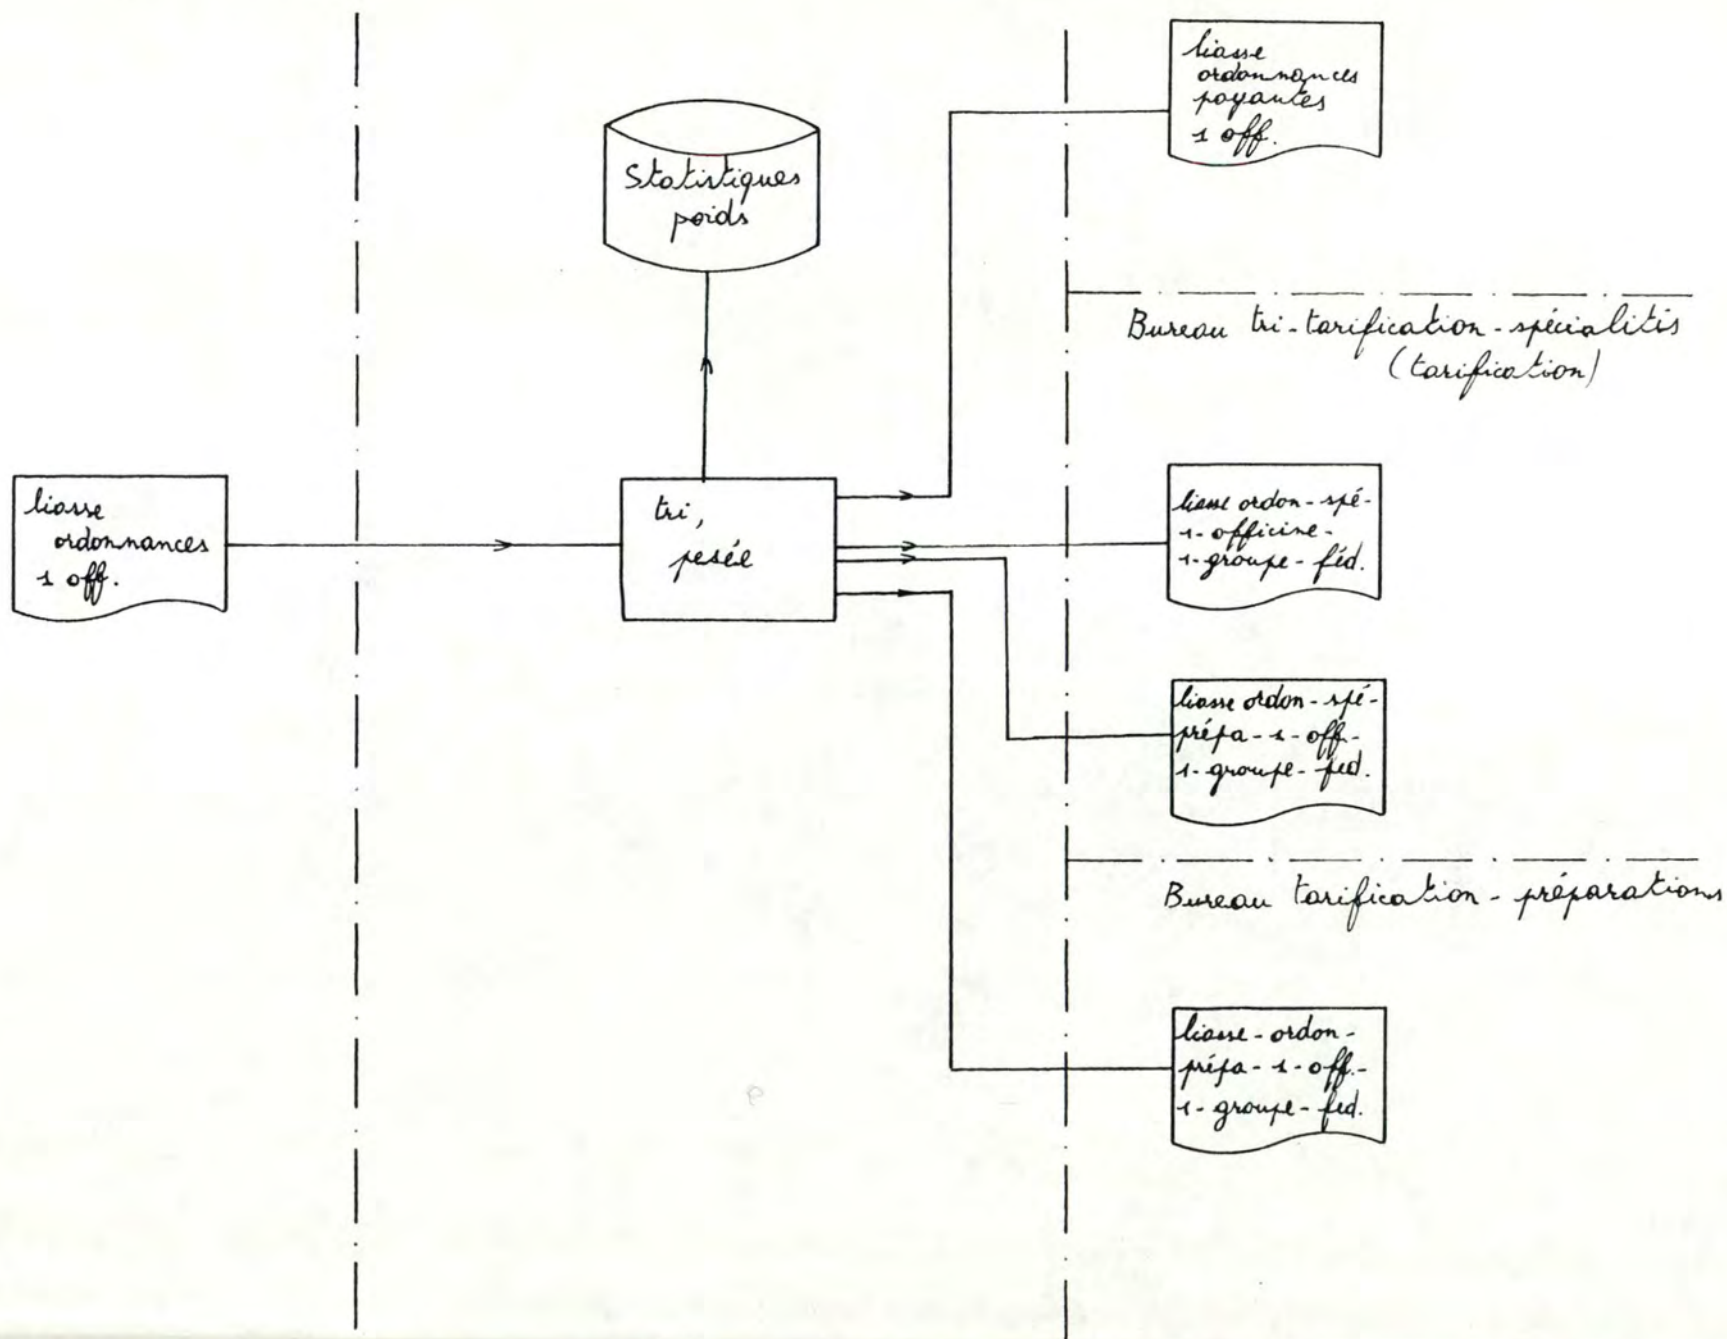 liasse
ordonnances
payantes
1 off.
Statistiques
poids
Bureau tri-tarification-spécialités
(tarification)
liasse
ordonnances
1 off.
tri,
pesée
liasse ordon-spé-
1-officine-
1-groupe-féd.
liasse ordon-spé-
prépa-1-off.-
1-groupe-féd.
Bureau tarification-préparations
liasse-ordon-
prépa-1-off.-
1-groupe-féd.